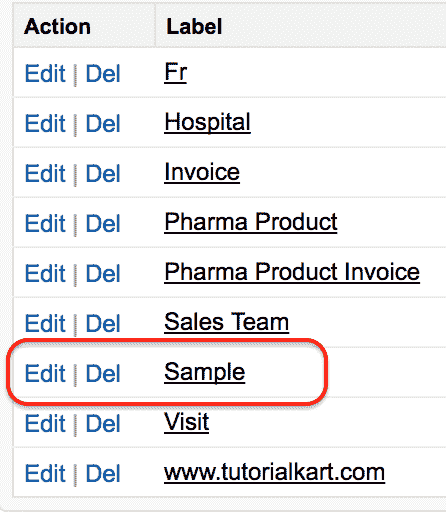 Action Label
Edit | Del Fr
Edit | Del Hospital
Edit | Del Invoice
Edit | Del Pharma Product
Edit | Del Pharma Product Invoice
Edit | Del Sales Team
Edit | Del Sample
Edit | Del Visit
Edit | Del www.tutorialkart.com